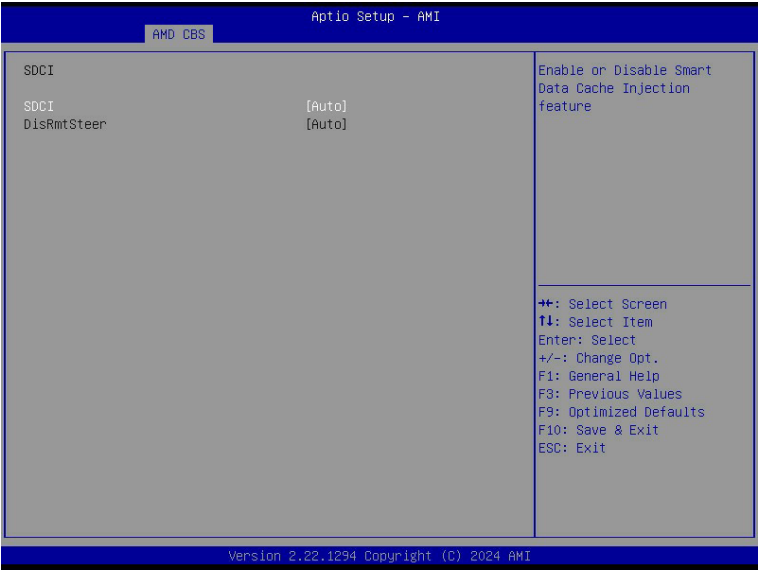 Aptio Setup – AMI
AMD CBS
SDCI
SDCI [Auto]
DisRmtSteer [Auto]
Enable or Disable Smart
Data Cache Injection
feature
→←: Select Screen
↑↓: Select Item
Enter: Select
+/-: Change Opt.
F1: General Help
F3: Previous Values
F9: Optimized Defaults
F10: Save & Exit
ESC: Exit
Version 2.22.1294 Copyright (C) 2024 AMI